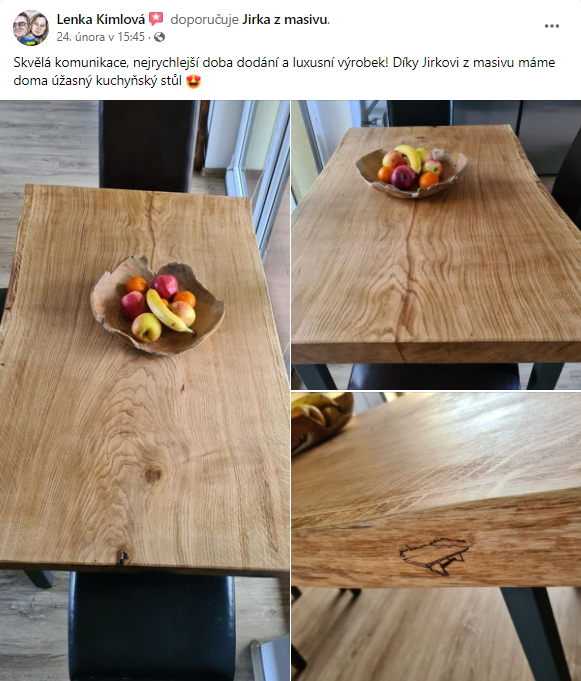 Lenka Kimlová doporučuje Jirka z masivu.
24. února v 15:45 ·
Skvělá komunikace, nejrychlejší doba dodání a luxusní výrobek! Díky Jirkovi z masivu máme
doma úžasný kuchyňský stůl 😍